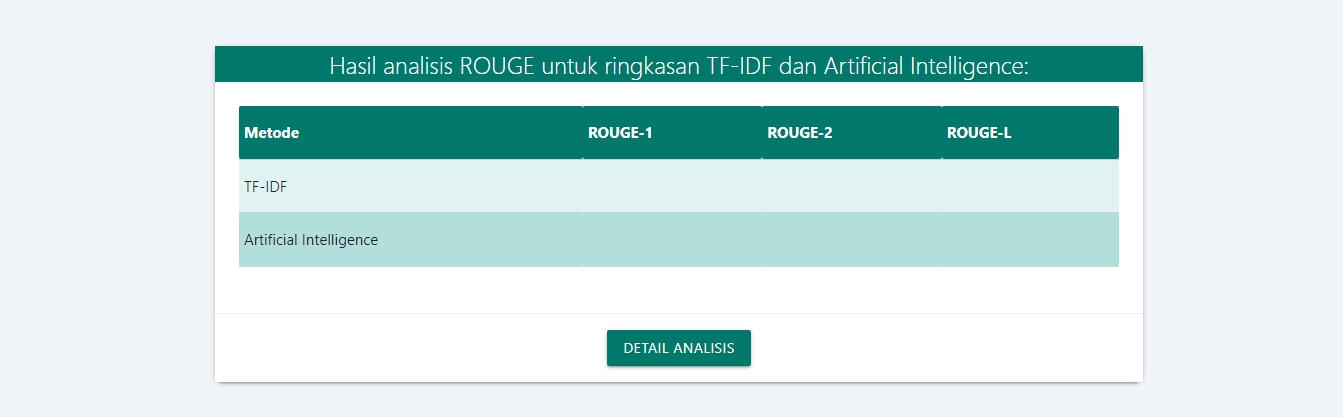 Hasil analisis ROUGE untuk ringkasan TF-IDF dan Artificial Intelligence:
Metode ROUGE-1 ROUGE-2 ROUGE-L
TF-IDF
Artificial Intelligence
DETAIL ANALISIS